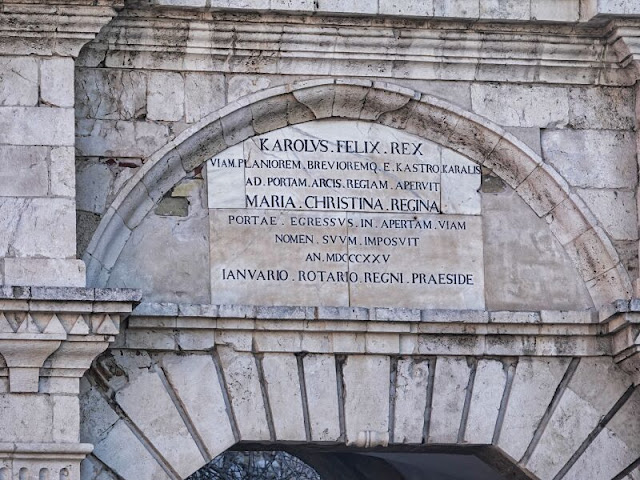 KAROLVS . FELIX . REX
VIAM . PLANIOREM . BREVIOREMQ . E . KASTRO . KARALIS
AD . PORTAM . ARCIS . REGIAM . APERVIT
MARIA . CHRISTINA . REGINA
PORTAE . EGRESSVS . IN . APERTAM . VIAM
NOMEN . SVVM . IMPOSVIT
AN . MDCCCXXV
IANVARIO . ROTARIO . REGNI . PRAESIDE